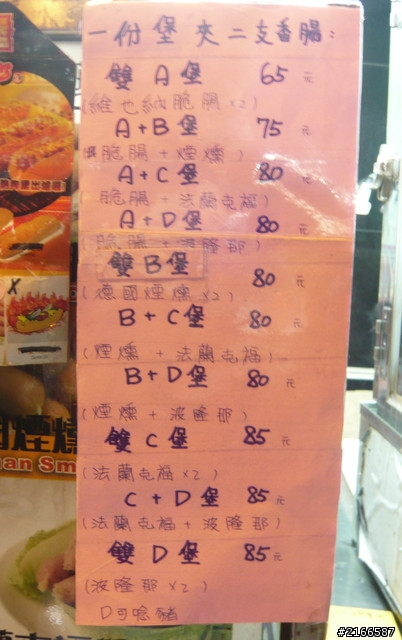 一份堡夾二支香腸:
雙A堡 65元
(維也納脆腸x2)
A+B堡 75元
脆腸+煙燻)
A+C堡 80元
脆腸+法蘭克福)
A+D堡 80元
脆腸+波隆那)
雙B堡 80元
(德國煙燻x2)
B+C堡 80元
(煙燻+法蘭克福)
B+D堡 80元
(煙燻+波隆那)
雙C堡 85元
(法蘭克福x2)
C+D堡 85元
(法蘭克福+波隆那)
雙D堡 85元
(波隆那x2)
X
an Sm
#2166587